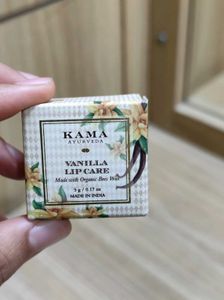 KAMA
AYURVEDA
VANILLA
LIP CARE
Made with Organic Bees Wax
5 g / 0.17 oz
MADE IN INDIA